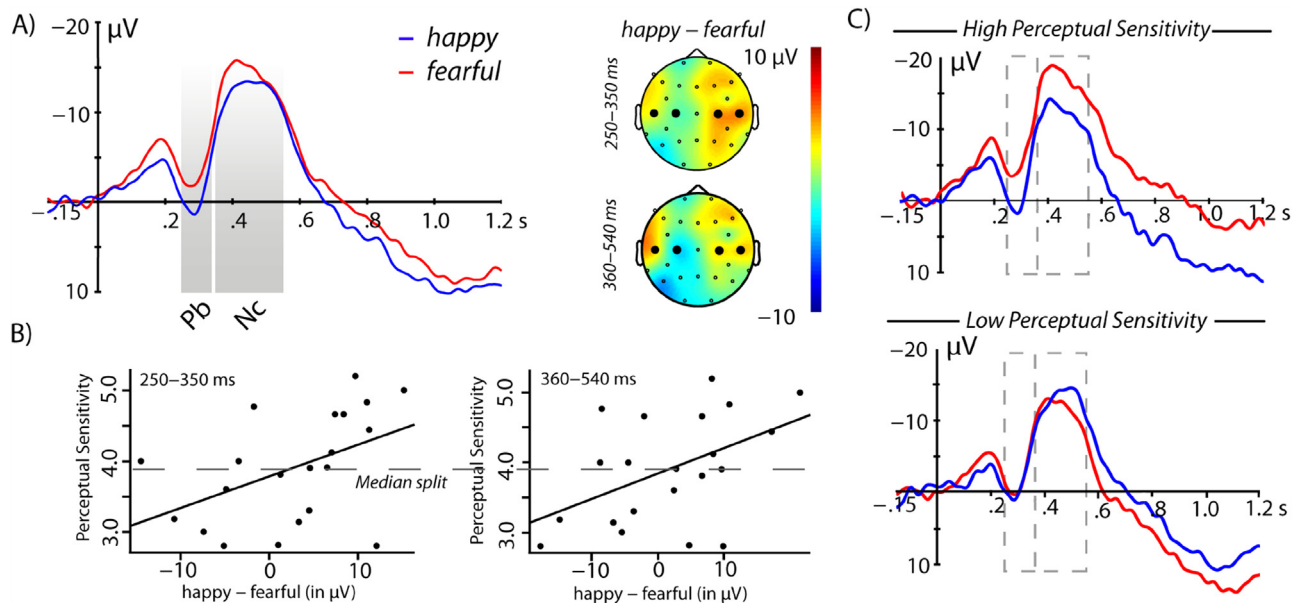 A)
μV
-20
-10
10
-.15
.2
.4
.6
.8
1.0
1.2 s
happy
fearful
Pb
Nc
happy – fearful
10 μV
–10
250–350 ms
360–540 ms
B)
Perceptual Sensitivity
5.0
4.0
3.0
250–350 ms
Median split
−10
0
10
happy – fearful (in μV)
Perceptual Sensitivity
5.0
4.0
3.0
360–540 ms
−10
0
10
happy – fearful (in μV)
C)
High Perceptual Sensitivity
-20
μV
-10
10
-.15
.2
.4
.6
.8
1.0
1.2 s
Low Perceptual Sensitivity
-20
μV
-10
10
-.15
.2
.4
.6
.8
1.0
1.2 s